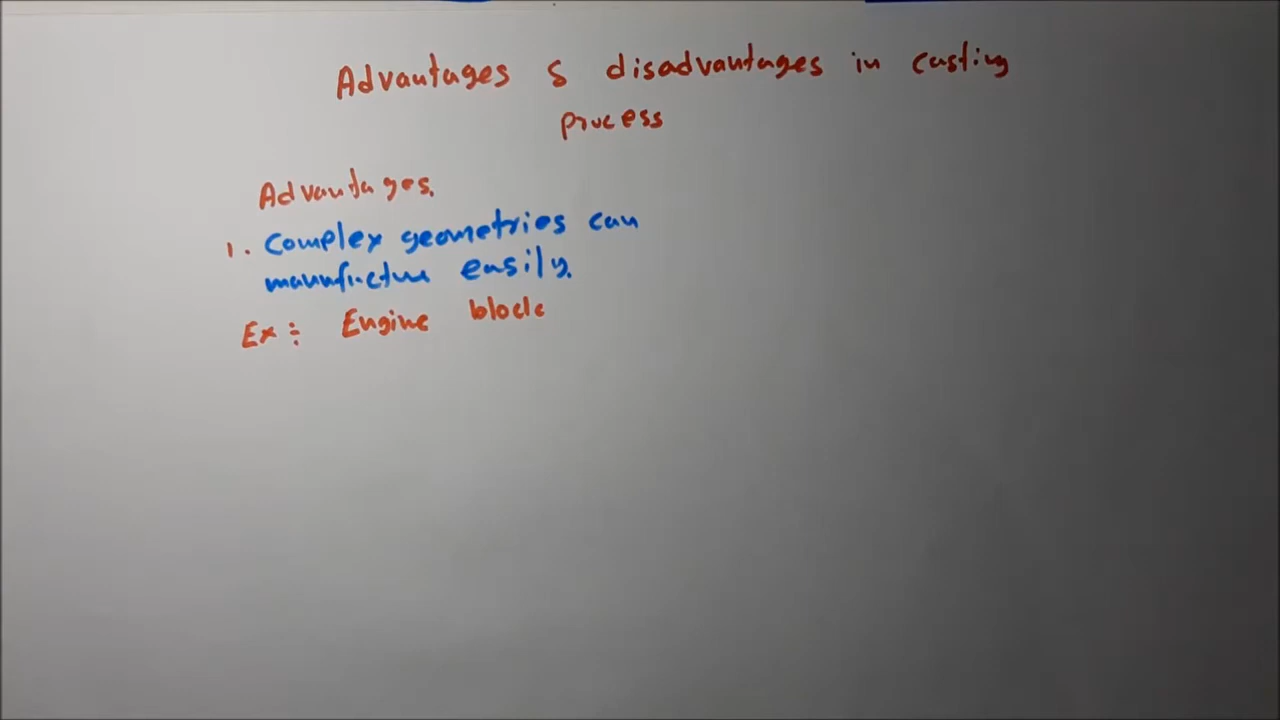 Advantages & disadvantages in casting
process
Advantages.
1. Complex geometries can
manufacture easily.
Ex: Engine block